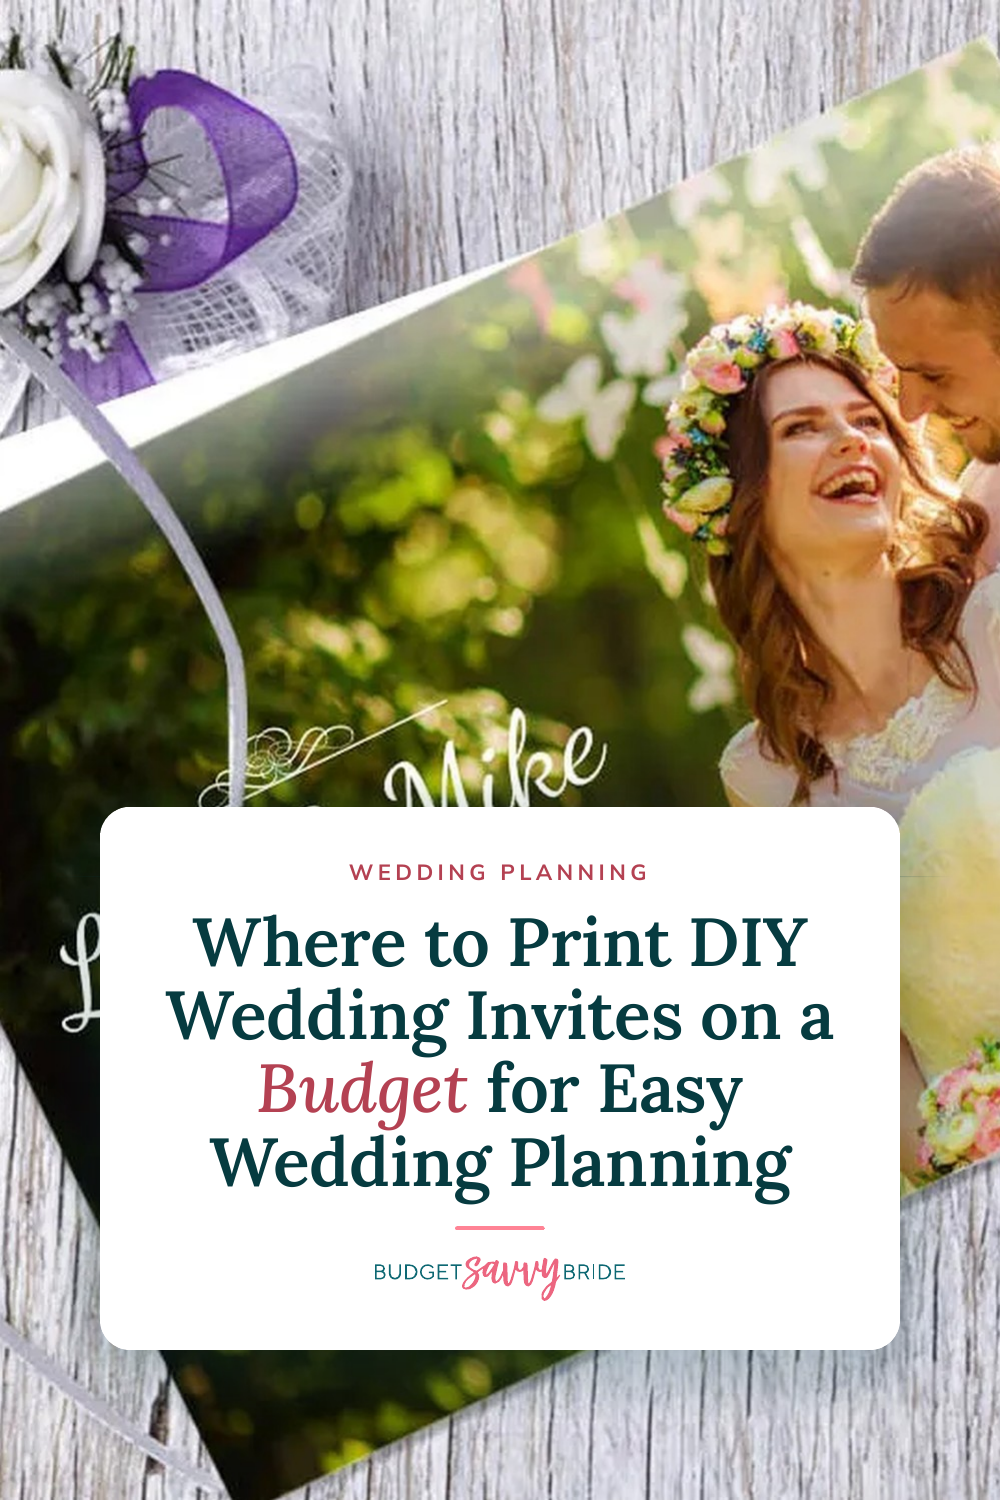 Mike
WEDDING PLANNING
Where to Print DIY
Wedding Invites on a
Budget for Easy
Wedding Planning
BUDGET savvy BRIDE